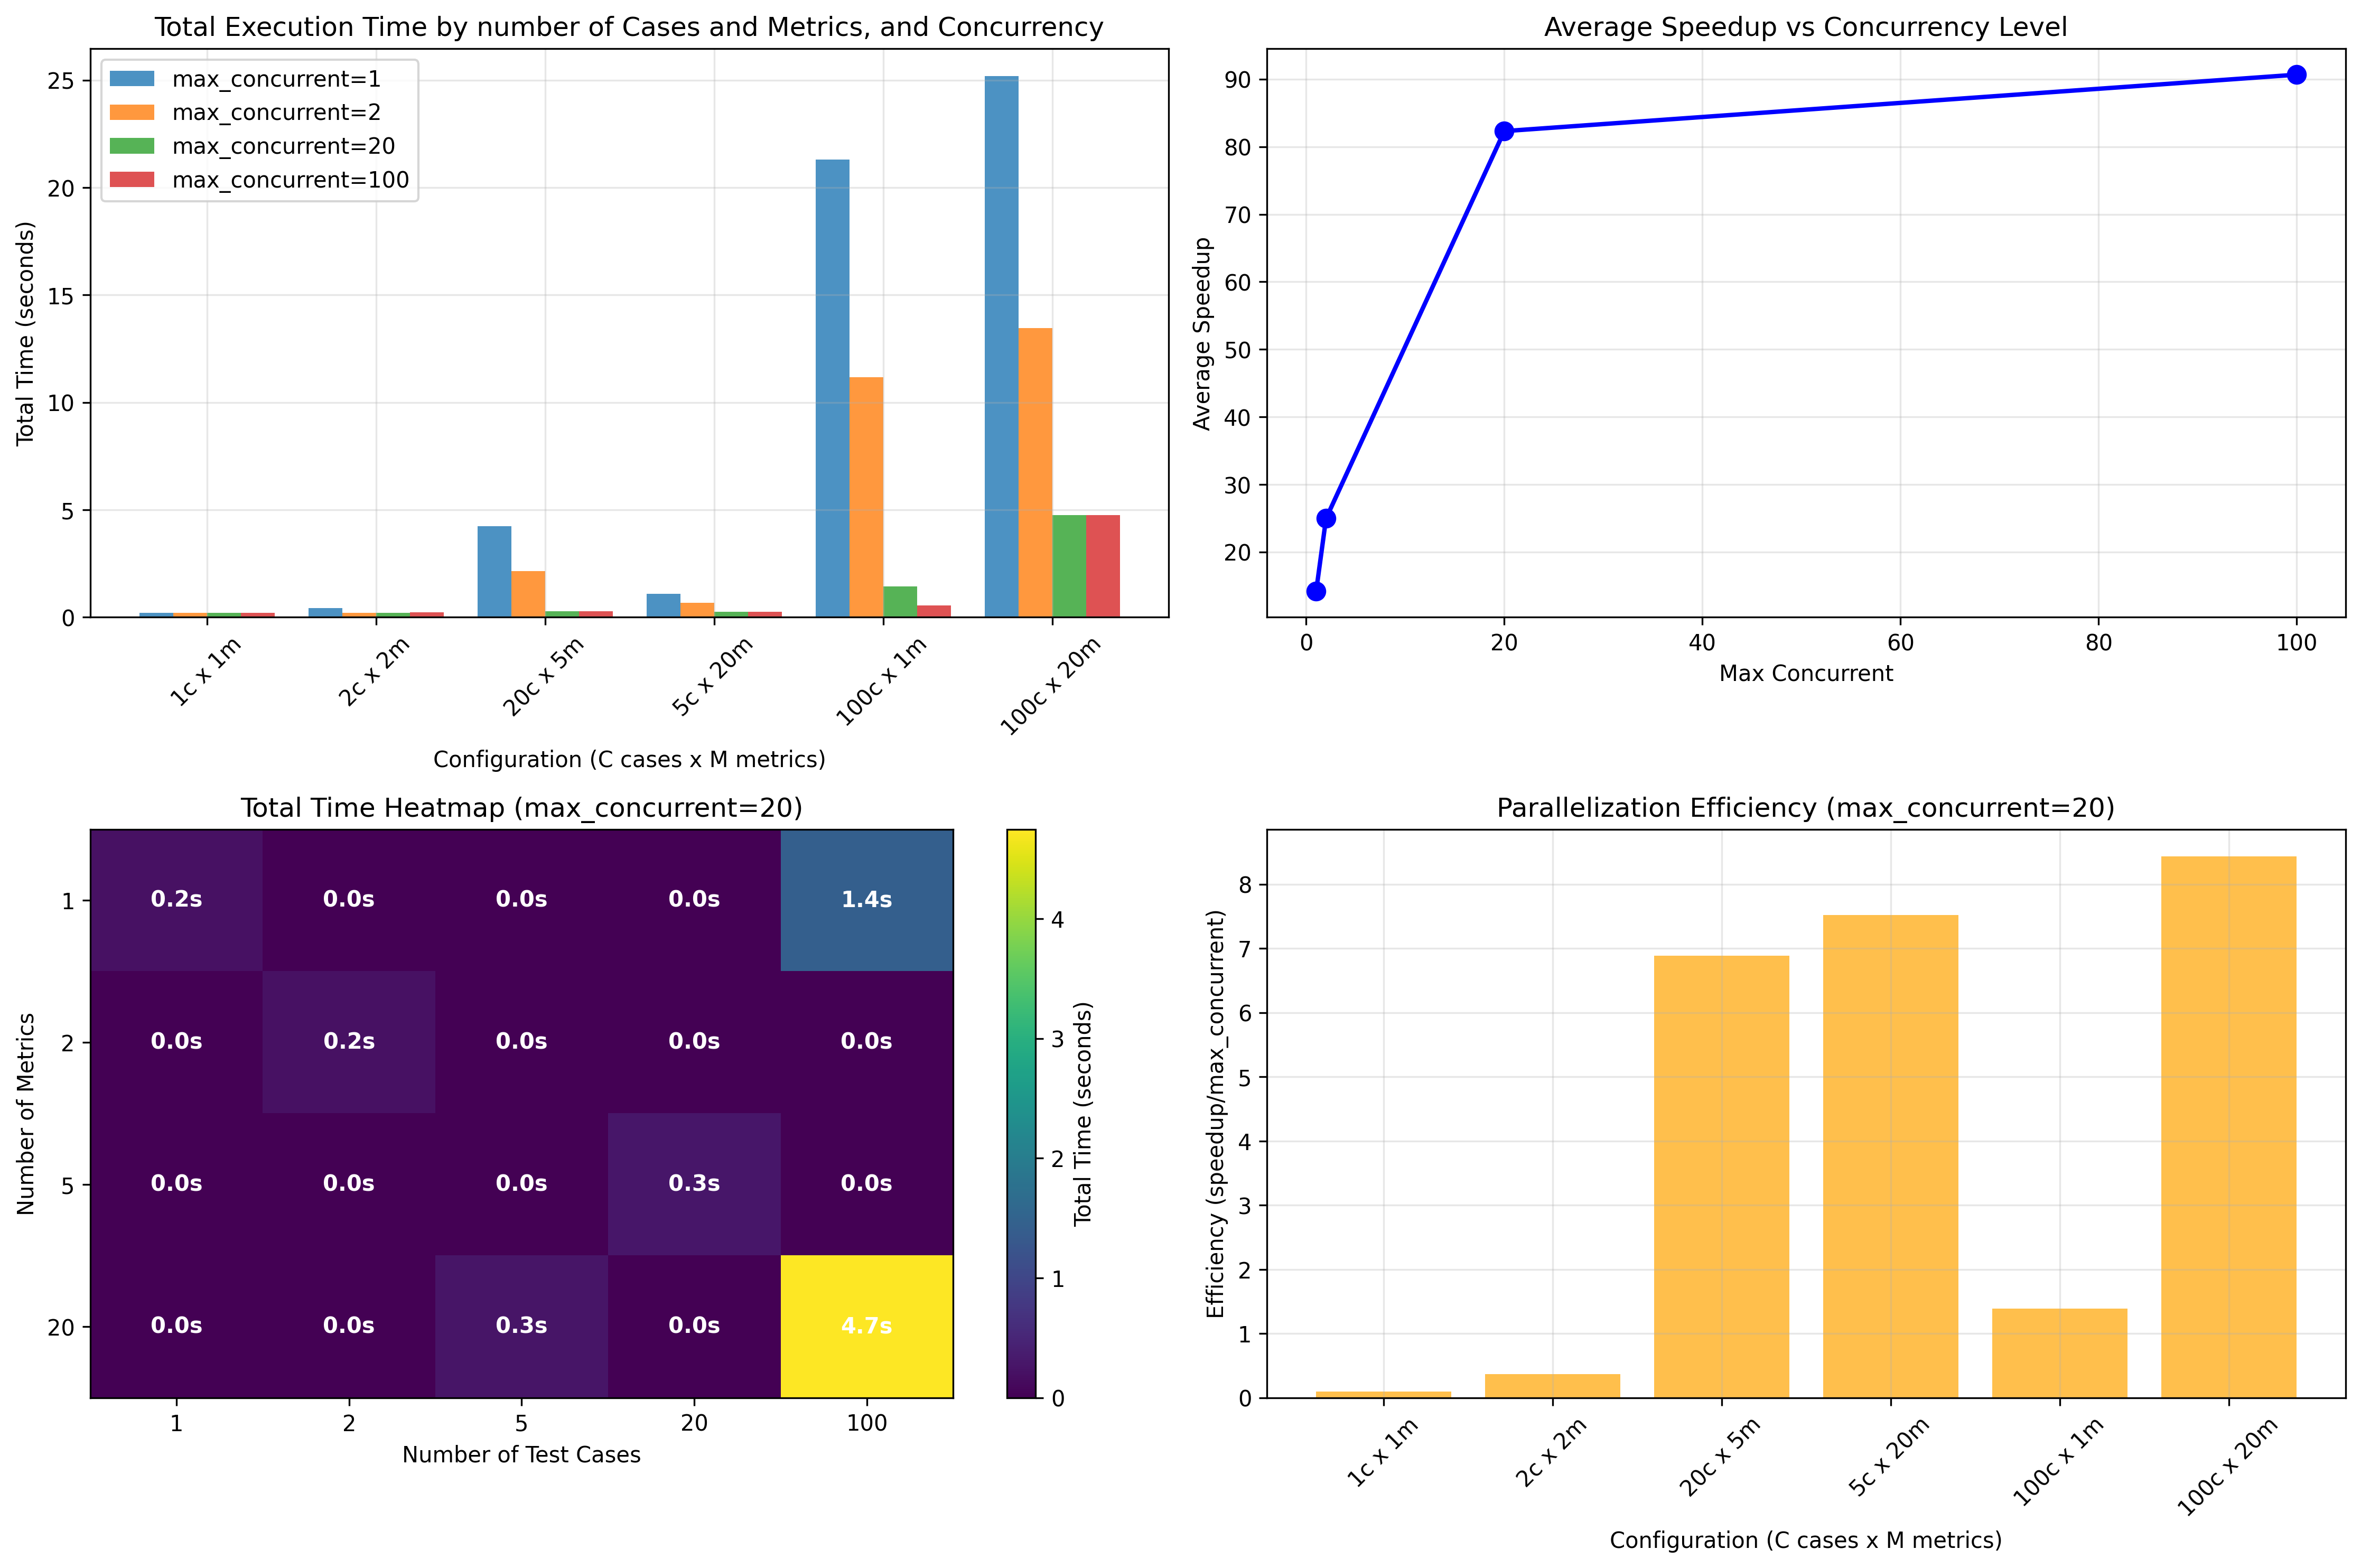 Total Execution Time by number of Cases and Metrics, and Concurrency
max_concurrent=1
max_concurrent=2
max_concurrent=20
max_concurrent=100
Total Time (seconds)
25
20
15
10
5
0
1c x 1m
2c x 2m
20c x 5m
5c x 20m
100c x 1m
100c x 20m
Configuration (C cases x M metrics)
Average Speedup vs Concurrency Level
Average Speedup
90
80
70
60
50
40
30
20
0
20
40
60
80
100
Max Concurrent
Total Time Heatmap (max_concurrent=20)
Number of Metrics
1
0.2s
0.0s
0.0s
0.0s
1.4s
2
0.0s
0.2s
0.0s
0.0s
0.0s
5
0.0s
0.0s
0.0s
0.3s
0.0s
20
0.0s
0.0s
0.3s
0.0s
4.7s
1
2
5
20
100
Number of Test Cases
4
3
2
1
0
Total Time (seconds)
Parallelization Efficiency (max_concurrent=20)
Efficiency (speedup/max_concurrent)
8
7
6
5
4
3
2
1
0
1c x 1m
2c x 2m
20c x 5m
5c x 20m
100c x 1m
100c x 20m
Configuration (C cases x M metrics)